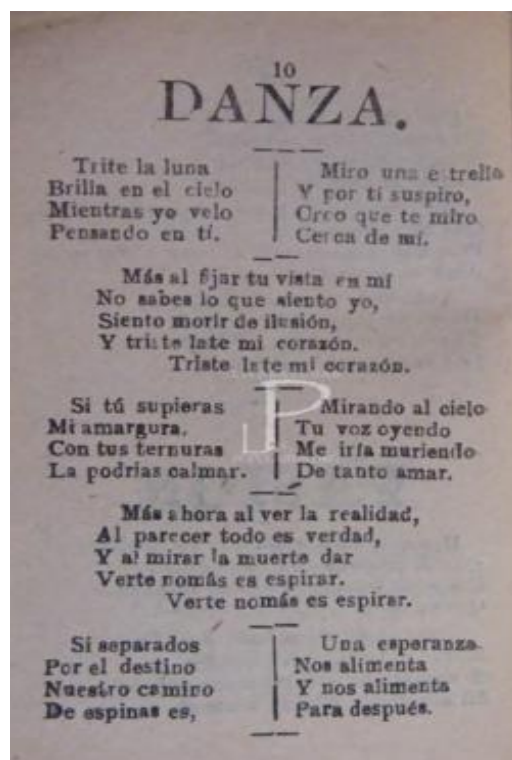 10
DANZA.
Trite la luna
Brilla en el cielo
Mientras yo velo
Pensando en tí.
Miro una estrella
Y por tí suspiro,
Creo que te miro
Cerca de mí.
Más al fijar tu vista en mí
No sabes lo que siento yo,
Siento morir de ilusión,
Y triste late mi corazón.
Triste late mi corazón.
Si tú supieras
Mi amargura,
Con tus ternuras
La podrias calmar.
Mirando al cielo
Tu voz oyendo
Me iría muriendo
De tanto amar.
Más ahora al ver la realidad,
Al parecer todo es verdad,
Y al mirar la muerte dar
Verte nomás es espirar.
Verte nomás es espirar.
Si separados
Por el destino
Nuestro camino
De espinas es,
Una esperanza
Nos alimenta
Y nos alimenta
Para después.